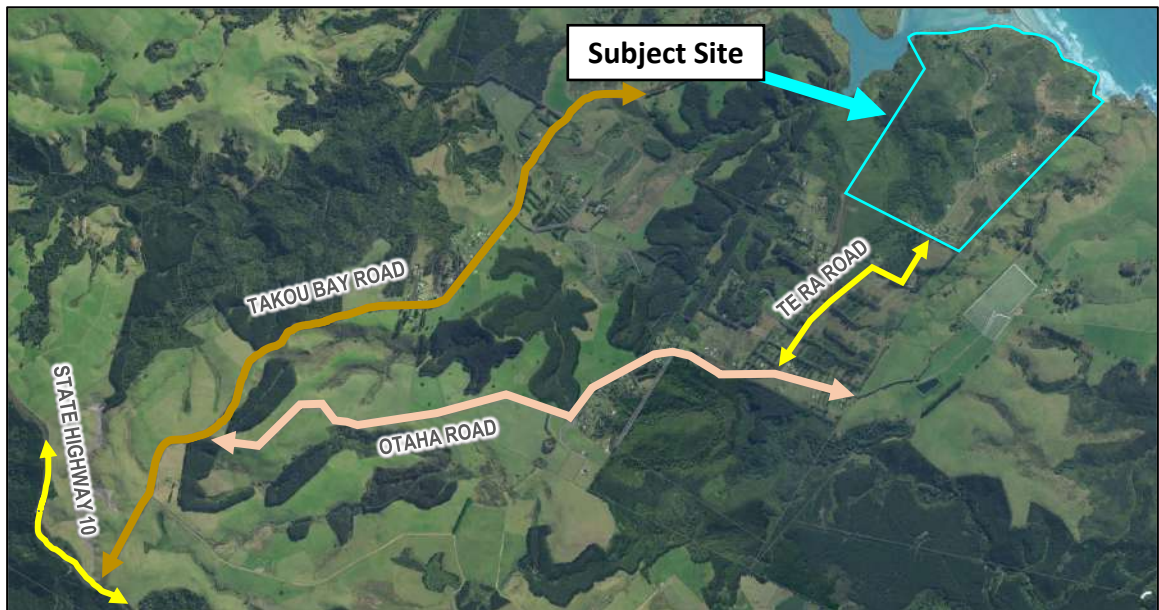 Subject Site
TAKOU BAY ROAD
TE RA ROAD
STATE HIGHWAY 10
OTAHA ROAD